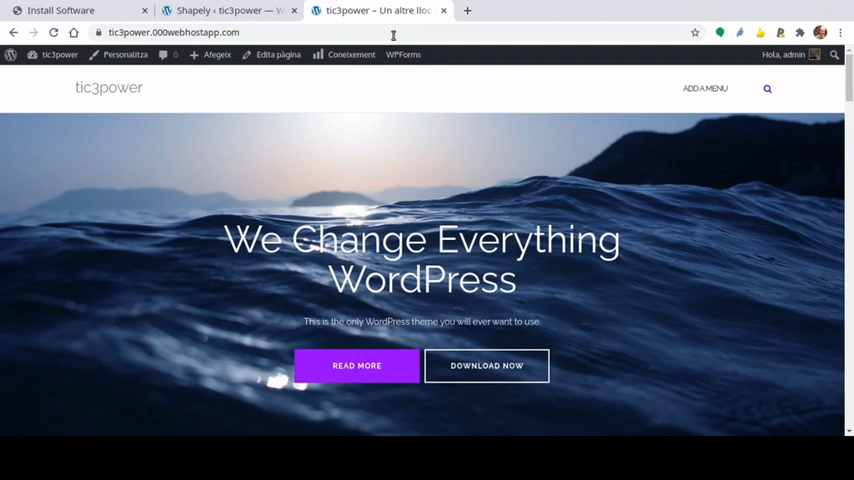 Install Software
Shapely ‹ tic3power — W
tic3power – Un altre lloc
tic3power.000webhostapp.com
tic3power Personalitza 0 Afegeix Edita pàgina Coneixement WPForms Hola, admin
tic3power
ADD A MENU
We Change Everything
WordPress
This is the only WordPress theme you will ever want to use.
READ MORE
DOWNLOAD NOW